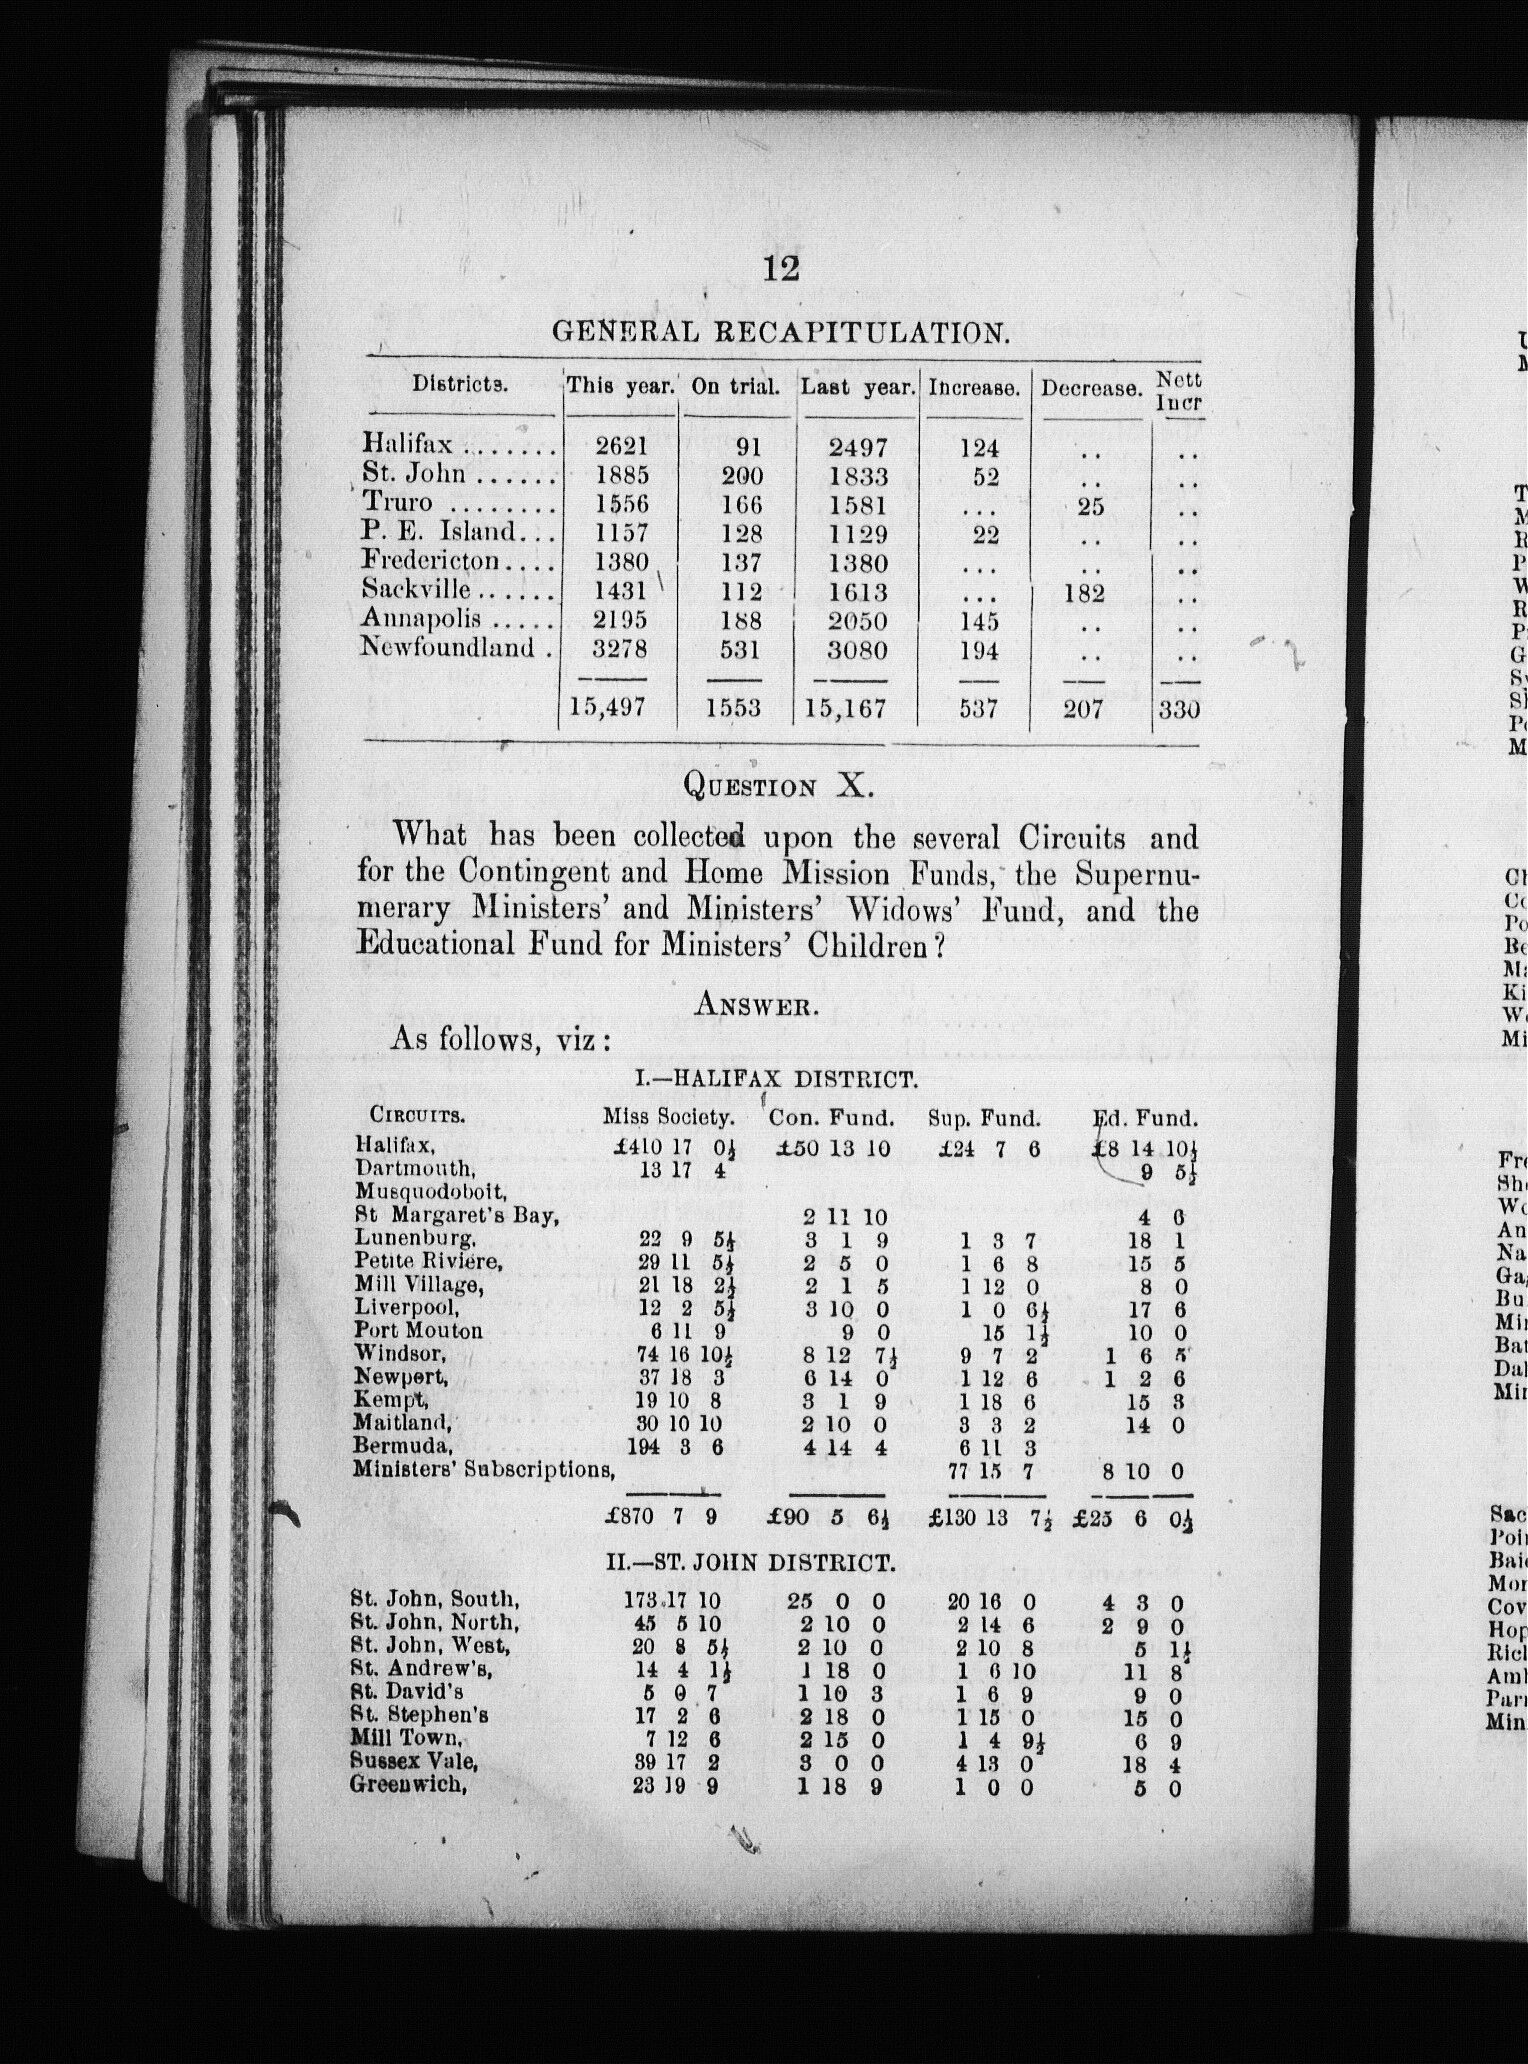 12
GENERAL RECAPITULATION.
Districts. This year. On trial. Last year. Increase. Decrease. Nett Incr
Halifax ....... 2621 91 2497 124 .. ..
St. John ...... 1885 200 1833 52 .. ..
Truro ........ 1556 166 1581 ... 25 ..
P. E. Island... 1157 128 1129 22 .. ..
Fredericton.... 1380 137 1380 ... .. ..
Sackville...... 1431 112 1613 ... 182 ..
Annapolis ..... 2195 188 2050 145 .. ..
Newfoundland . 3278 531 3080 194 .. ..
15,497 1553 15,167 537 207 330
QUESTION X.
What has been collected upon the several Circuits and
for the Contingent and Home Mission Funds, the Supernu-
merary Ministers' and Ministers' Widows' Fund, and the
Educational Fund for Ministers' Children?
ANSWER.
As follows, viz:
I.—HALIFAX DISTRICT.
CIRCUITS. Miss Society. Con. Fund. Sup. Fund. Ed. Fund.
Halifax, £410 17 0½ £50 13 10 £24 7 6 £8 14 10½
Dartmouth, 13 17 4 9 5½
Musquodoboit,
St Margaret's Bay, 2 11 10 4 6
Lunenburg, 22 9 5½ 3 1 9 1 3 7 18 1
Petite Riviere, 29 11 5½ 2 5 0 1 6 8 15 5
Mill Village, 21 18 2½ 2 1 5 1 12 0 8 0
Liverpool, 12 2 5½ 3 10 0 1 0 6½ 17 6
Port Mouton 6 11 9 9 0 15 1½ 10 0
Windsor, 74 16 10½ 8 12 7½ 9 7 2 1 6 5
Newport, 37 18 3 6 14 0 1 12 6 1 2 6
Kempt, 19 10 8 3 1 9 1 18 6 15 3
Maitland, 30 10 10 2 10 0 3 3 2 14 0
Bermuda, 194 3 6 4 14 4 6 11 3
Ministers' Subscriptions, 77 15 7 8 10 0
£870 7 9 £90 5 6½ £130 13 7½ £25 6 0½
II.—ST. JOHN DISTRICT.
St. John, South, 173 17 10 25 0 0 20 16 0 4 3 0
St. John, North, 45 5 10 2 10 0 2 14 6 2 9 0
St. John, West, 20 8 5½ 2 10 0 2 10 8 5 1½
St. Andrew's, 14 4 1½ 1 18 0 1 6 10 11 8
St. David's 5 0 7 1 10 3 1 6 9 9 0
St. Stephen's 17 2 6 2 18 0 1 15 0 15 0
Mill Town, 7 12 6 2 15 0 1 4 9½ 6 9
Sussex Vale, 39 17 2 3 0 0 4 13 0 18 4
Greenwich, 23 19 9 1 18 9 1 0 0 5 0